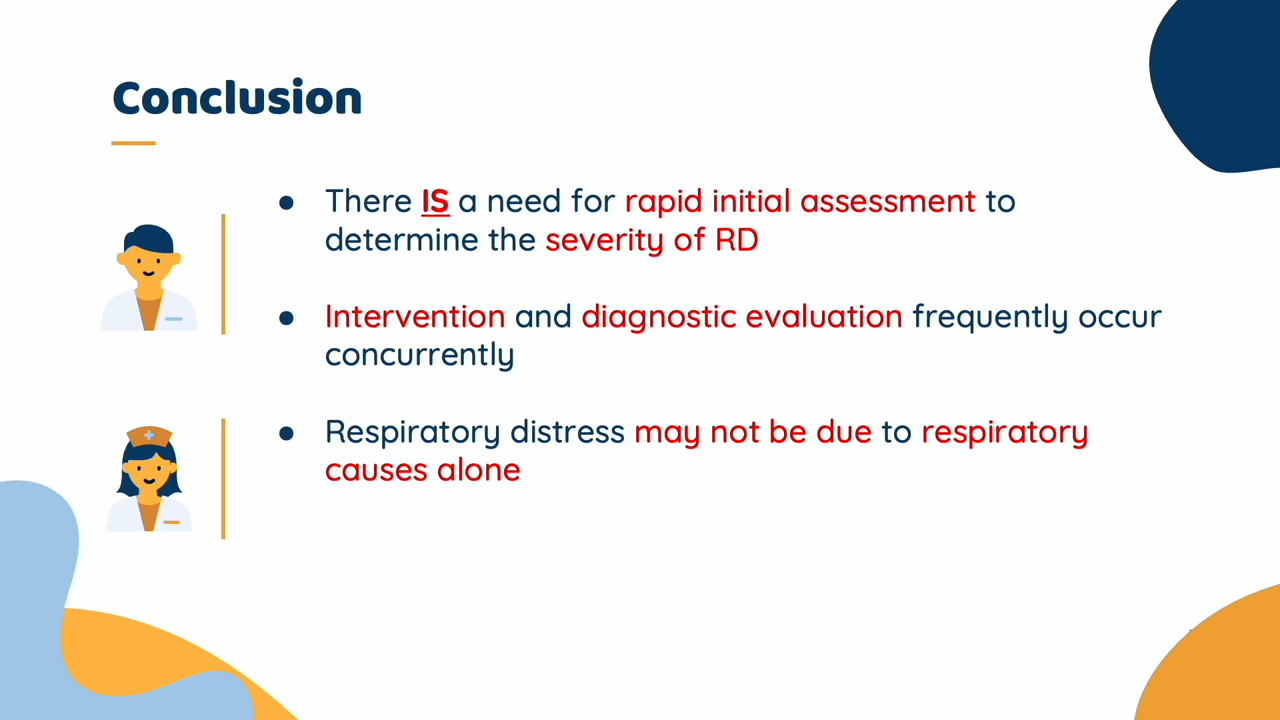 Conclusion
● There IS a need for rapid initial assessment to
determine the severity of RD
● Intervention and diagnostic evaluation frequently occur
concurrently
● Respiratory distress may not be due to respiratory
causes alone